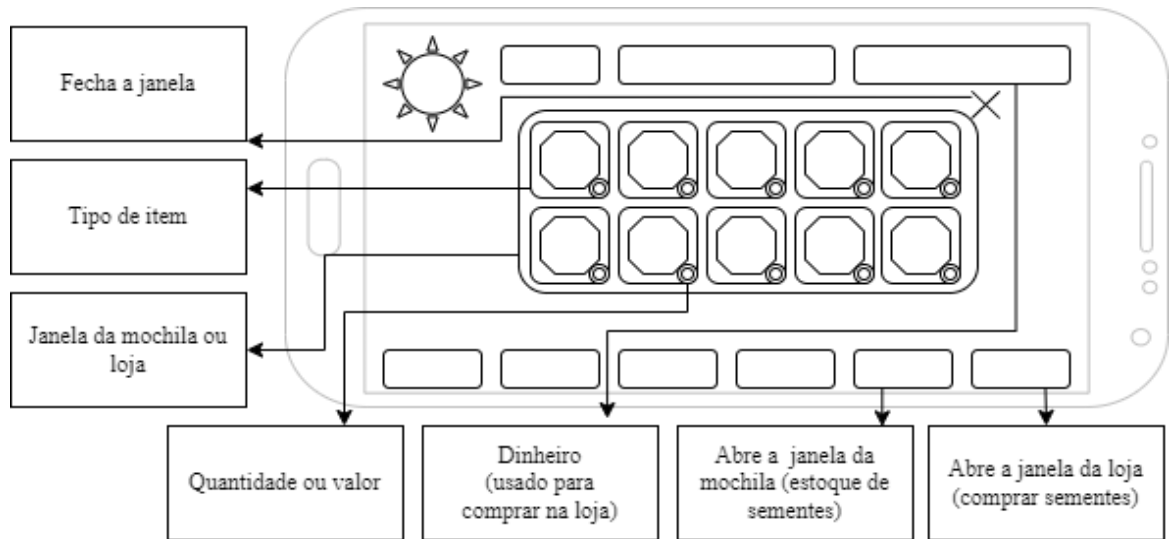 Fecha a janela
Tipo de item
Janela da mochila ou
loja
Quantidade ou valor
Dinheiro
(usado para
comprar na loja)
Abre a janela da
mochila (estoque de
sementes)
Abre a janela da loja
(comprar sementes)